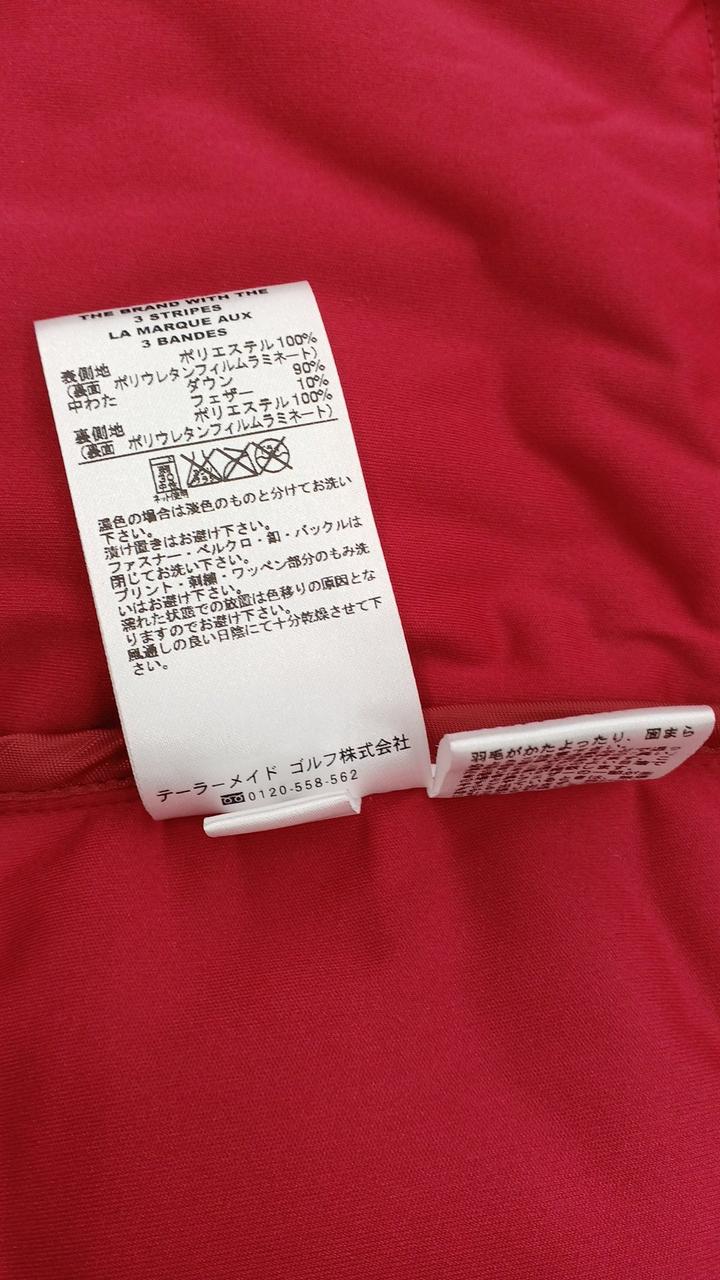 THE BRAND WITH THE
3 STRIPES
LA MARQUE AUX
3 BANDES
表側地 ポリエステル100%
(裏面 ポリウレタンフィルムラミネート)
中わた ダウン 90%
フェザー 10%
裏側地 ポリエステル100%
(裏面 ポリウレタンフィルムラミネート)
弱
30
中性
ネット使用
濃色の場合は淡色のものと分けてお洗い
下さい。
漬け置きはお避け下さい。
ファスナー・ベルクロ・釦・バックルは
閉じてお洗い下さい。
プリント・刺繍・ワッペン部分のもみ洗
いはお避け下さい。
濡れた状態での放置は色移りの原因とな
りますのでお避け下さい。
風通しの良い日陰にて十分乾燥させて下
さい。
テーラーメイド ゴルフ株式会社
0120-558-562
羽毛がかたよったり、固まら